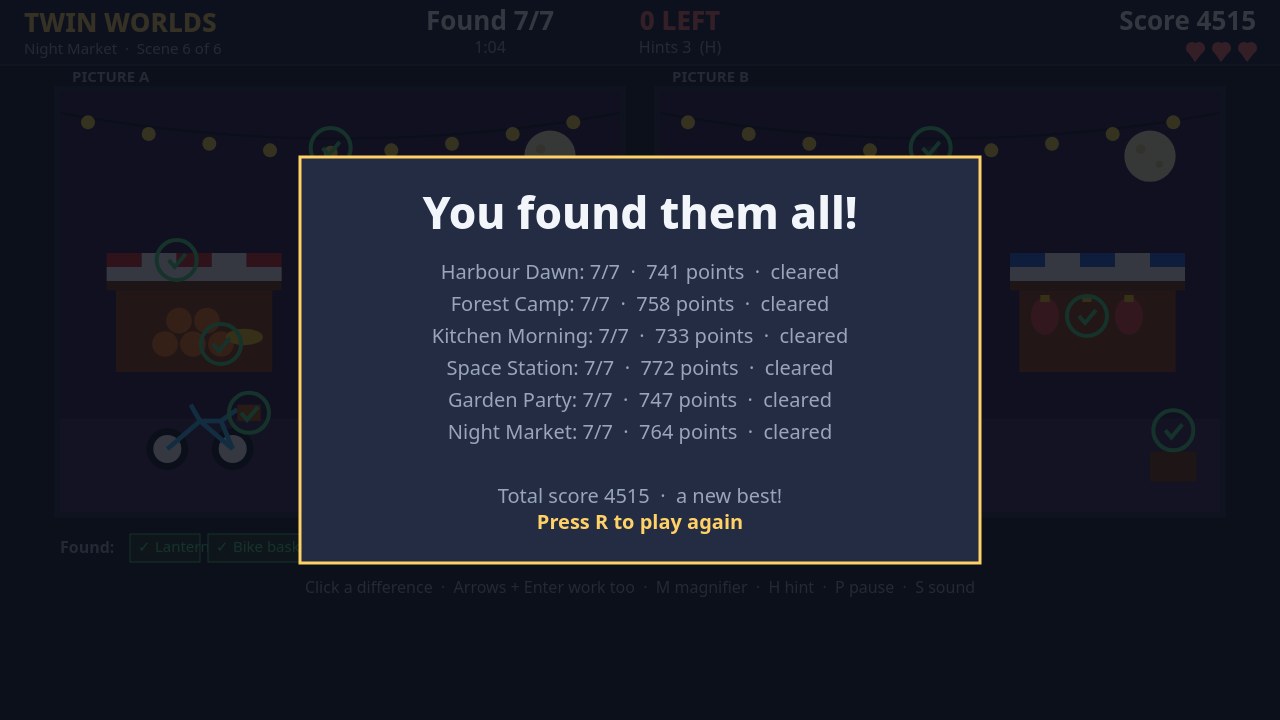 TWIN WORLDS
Night Market · Scene 6 of 6
Found 7/7
1:04
0 LEFT
Hints 3 (H)
Score 4515
PICTURE A
PICTURE B
You found them all!
Harbour Dawn: 7/7 · 741 points · cleared
Forest Camp: 7/7 · 758 points · cleared
Kitchen Morning: 7/7 · 733 points · cleared
Space Station: 7/7 · 772 points · cleared
Garden Party: 7/7 · 747 points · cleared
Night Market: 7/7 · 764 points · cleared
Total score 4515 · a new best!
Press R to play again
Found: ✓ Lantern ✓ Bike bask
Click a difference · Arrows + Enter work too · M magnifier · H hint · P pause · S sound